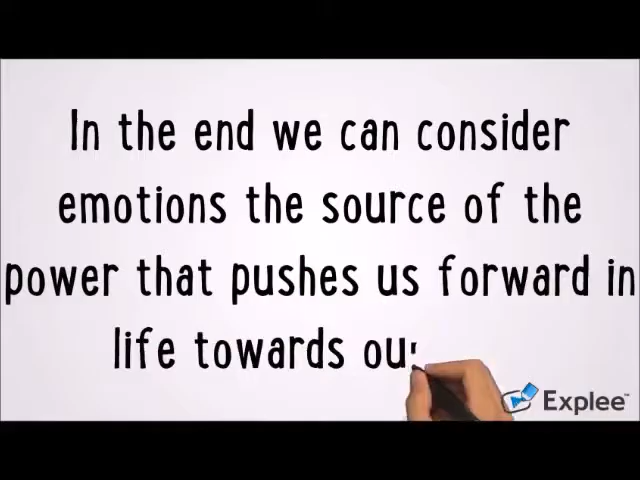 In the end we can consider
emotions the source of the
power that pushes us forward in
life towards
Explee